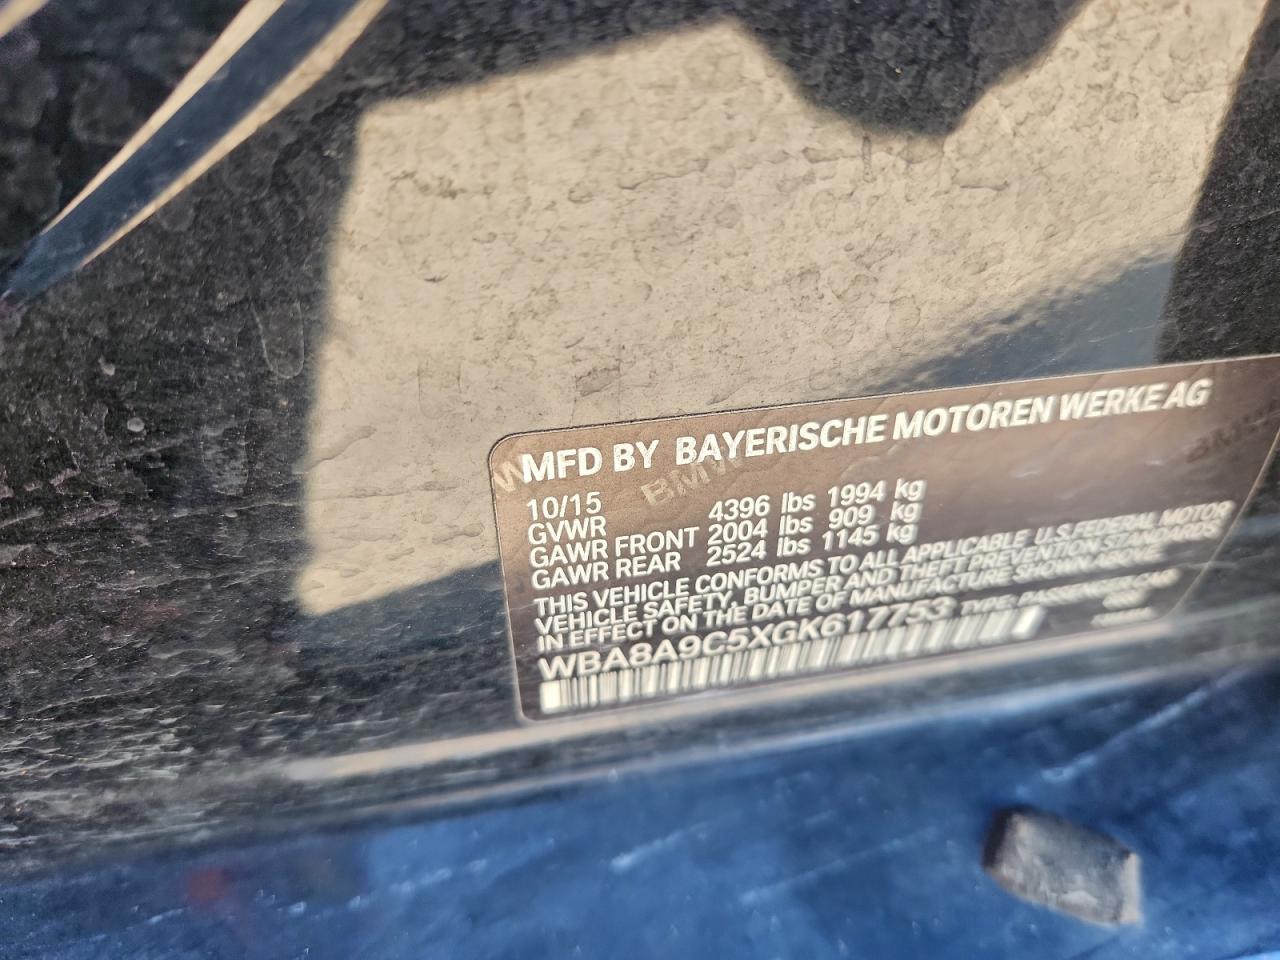 MFD BY BAYERISCHE MOTOREN WERKE AG
10/15
GVWR 4396 lbs 1994 kg
GAWR FRONT 2004 lbs 909 kg
GAWR REAR 2524 lbs 1145 kg
THIS VEHICLE CONFORMS TO ALL APPLICABLE U.S. FEDERAL MOTOR
VEHICLE SAFETY, BUMPER AND THEFT PREVENTION STANDARDS
IN EFFECT ON THE DATE OF MANUFACTURE SHOWN ABOVE
WBA8A9C5XGK617753 TYPE: PASSENGER CAR
BMW